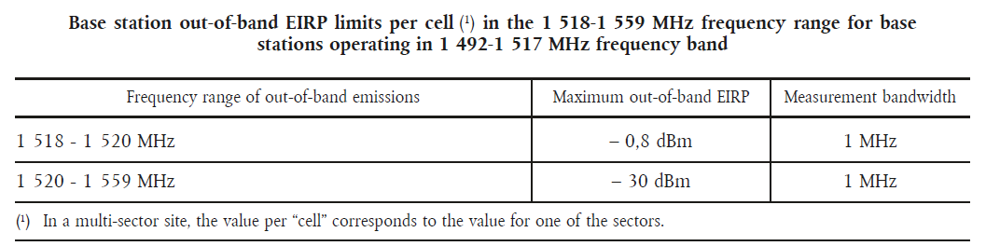 Base station out-of-band EIRP limits per cell (¹) in the 1 518-1 559 MHz frequency range for base
stations operating in 1 492-1 517 MHz frequency band
Frequency range of out-of-band emissions Maximum out-of-band EIRP Measurement bandwidth
1 518 - 1 520 MHz – 0,8 dBm 1 MHz
1 520 - 1 559 MHz – 30 dBm 1 MHz
(¹) In a multi-sector site, the value per “cell” corresponds to the value for one of the sectors.